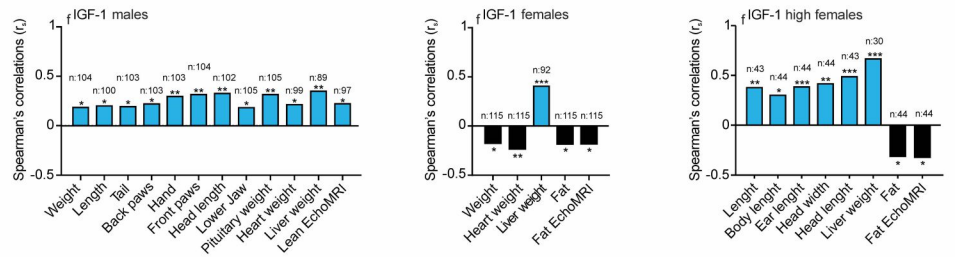 f IGF-1 males
Spearman's correlations (rs)
1
0.5
0
-0.5
n:104
n:100
n:103
n:103
n:103
n:104
n:102
n:105
n:105
n:99
n:89
n:97
* * * * ** ** ** * ** * ** *
Weight
Length
Tail
Back paws
Hand
Front paws
Head length
Lower Jaw
Pituitary weight
Heart weight
Liver weight
Lean EchoMRI
f IGF-1 females
Spearman's correlations (rs)
1
0.5
0
-0.5
n:115
n:115
n:92
n:115
n:115
* ** *** * *
Weight
Heart weight
Liver weight
Fat
Fat EchoMRI
f IGF-1 high females
Spearman's correlations (rs)
1
0.5
0
-0.5
n:43
n:44
n:44
n:44
n:43
n:30
n:44
n:44
** * *** ** *** *** * *
Lenght
Body lenght
Ear lenght
Head width
Head lenght
Liver weight
Fat
Fat EchoMRI